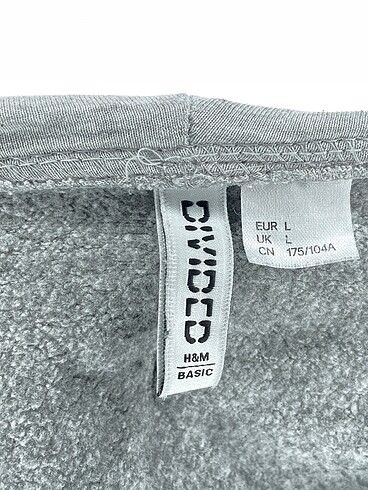 DIVIDED
H&M
BASIC
EUR L
UK L
CN 175/104A